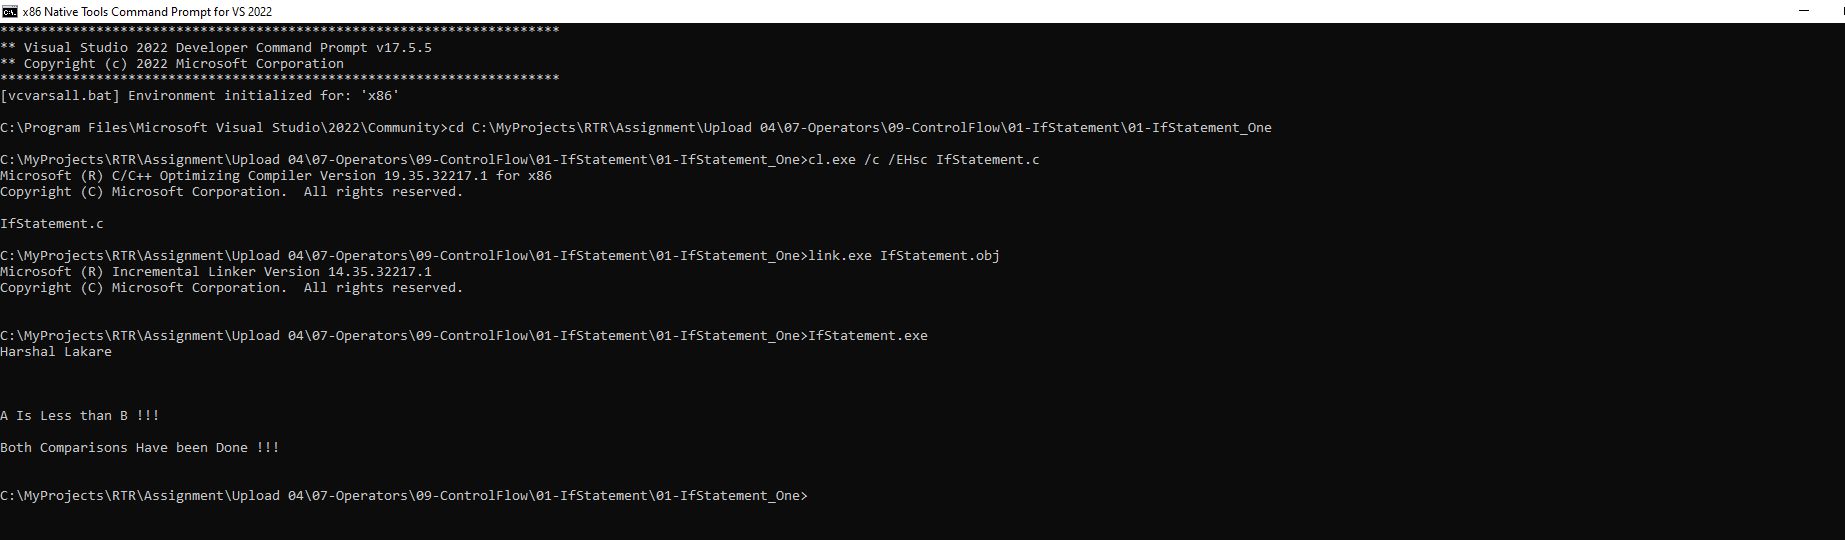 x86 Native Tools Command Prompt for VS 2022
**********************************************************************
** Visual Studio 2022 Developer Command Prompt v17.5.5
** Copyright (c) 2022 Microsoft Corporation
**********************************************************************
[vcvarsall.bat] Environment initialized for: 'x86'
C:\Program Files\Microsoft Visual Studio\2022\Community>cd C:\MyProjects\RTR\Assignment\Upload 04\07-Operators\09-ControlFlow\01-IfStatement\01-IfStatement_One
C:\MyProjects\RTR\Assignment\Upload 04\07-Operators\09-ControlFlow\01-IfStatement\01-IfStatement_One>cl.exe /c /EHsc IfStatement.c
Microsoft (R) C/C++ Optimizing Compiler Version 19.35.32217.1 for x86
Copyright (C) Microsoft Corporation.  All rights reserved.
IfStatement.c
C:\MyProjects\RTR\Assignment\Upload 04\07-Operators\09-ControlFlow\01-IfStatement\01-IfStatement_One>link.exe IfStatement.obj
Microsoft (R) Incremental Linker Version 14.35.32217.1
Copyright (C) Microsoft Corporation.  All rights reserved.
C:\MyProjects\RTR\Assignment\Upload 04\07-Operators\09-ControlFlow\01-IfStatement\01-IfStatement_One>IfStatement.exe
Harshal Lakare
A Is Less than B !!!
Both Comparisons Have been Done !!!
C:\MyProjects\RTR\Assignment\Upload 04\07-Operators\09-ControlFlow\01-IfStatement\01-IfStatement_One>